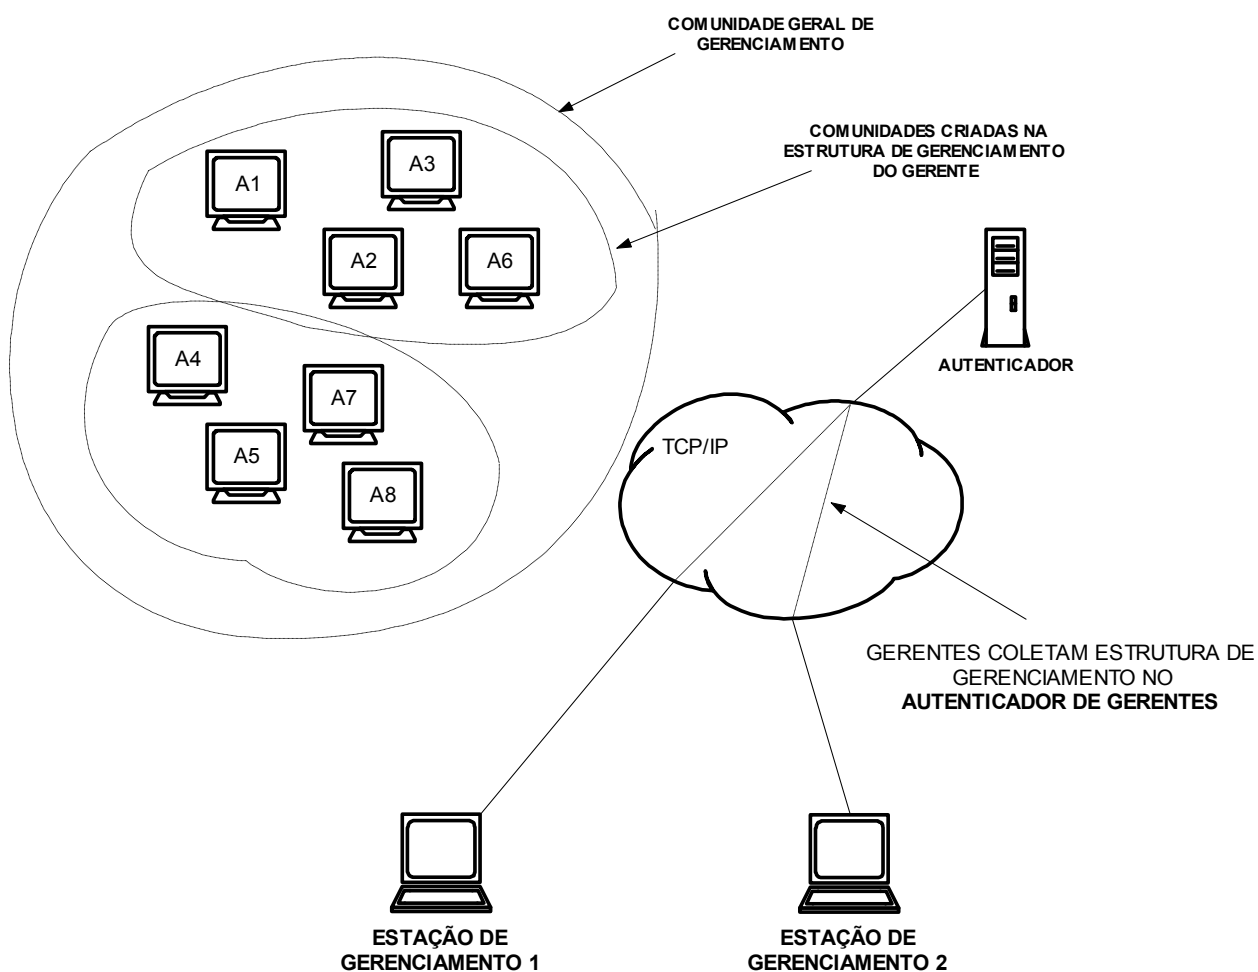 COMUNIDADE GERAL DE
GERENCIAMENTO
COMUNIDADES CRIADAS NA
ESTRUTURA DE GERENCIAMENTO
DO GERENTE
A1
A3
A2
A6
A4
A7
A5
A8
AUTENTICADOR
TCP/IP
GERENTES COLETAM ESTRUTURA DE
GERENCIAMENTO NO
AUTENTICADOR DE GERENTES
ESTAÇÃO DE
GERENCIAMENTO 1
ESTAÇÃO DE
GERENCIAMENTO 2